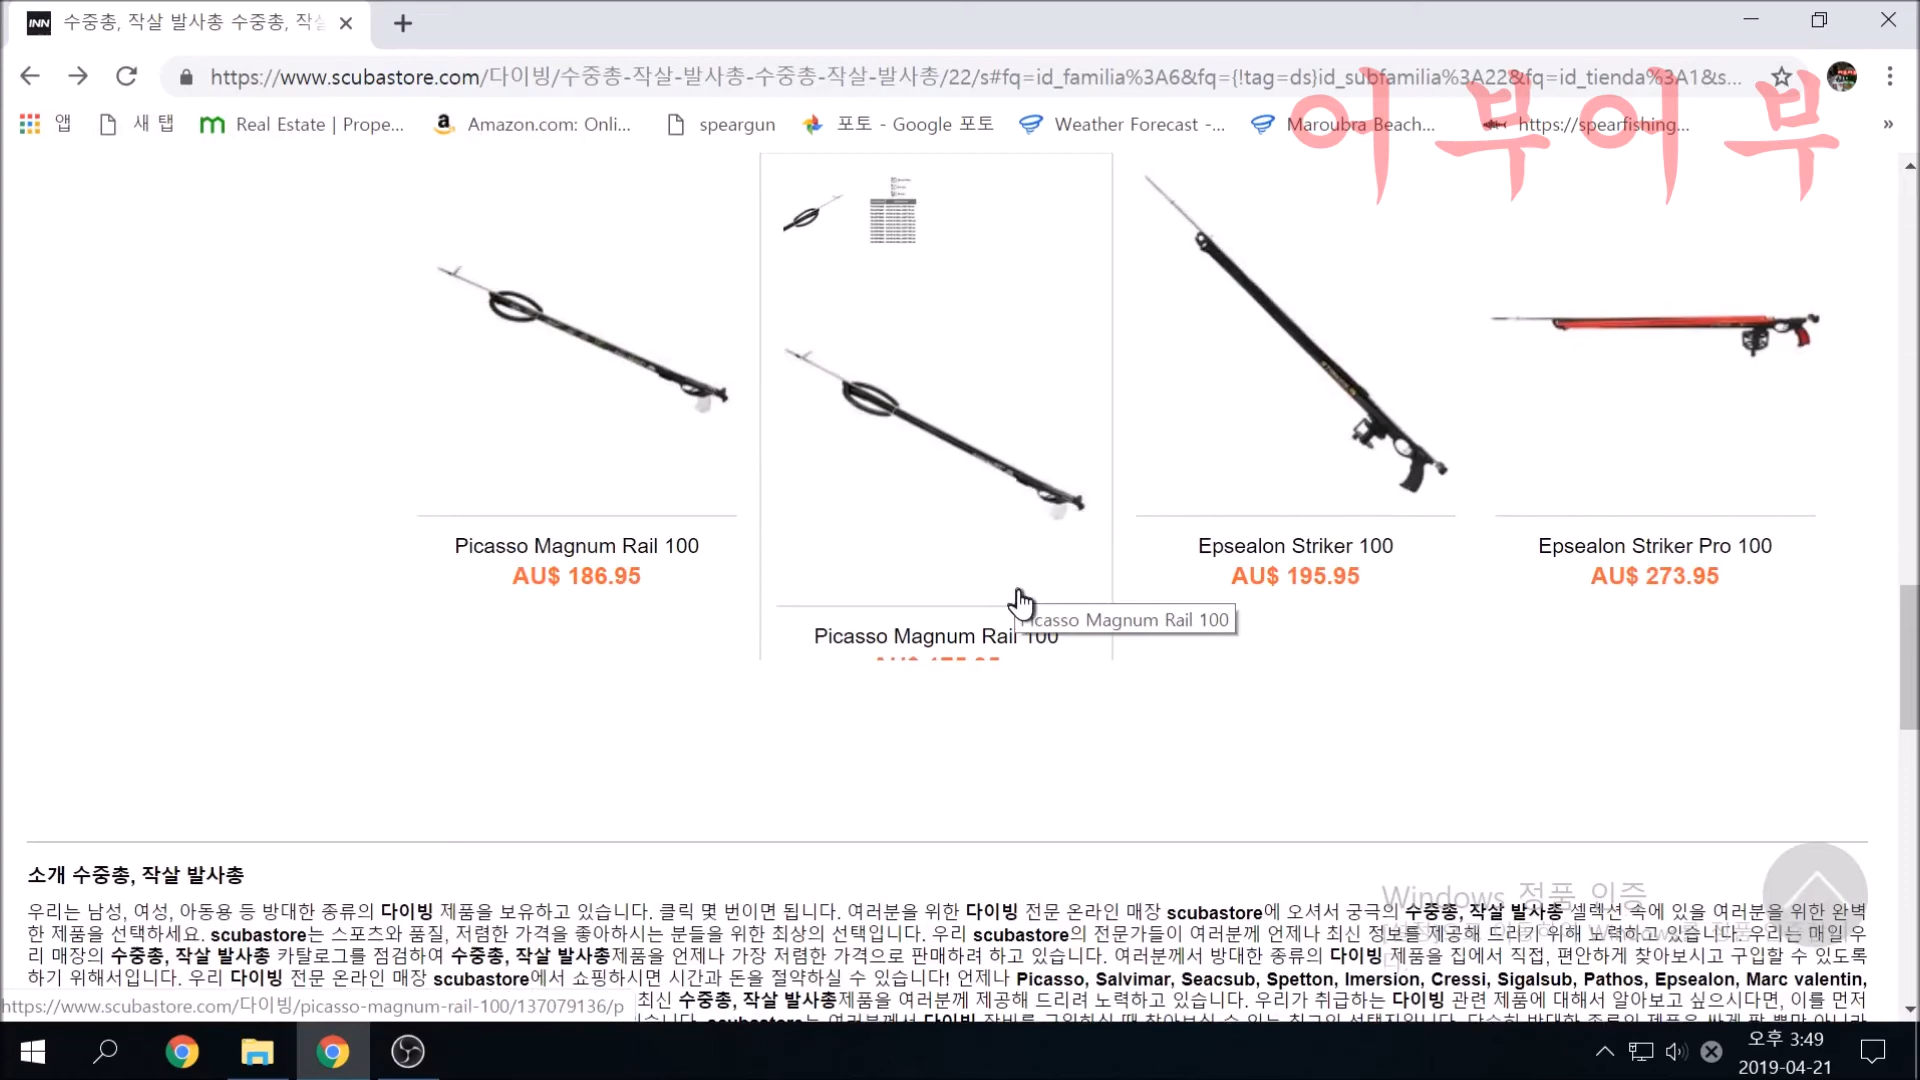 INN 수중총, 작살 발사총 수중총, 작살
https://www.scubastore.com/다이빙/수중총-작살-발사총-수중총-작살-발사총/22/s#fq=id_familia%3A6&fq={!tag=ds}id_subfamilia%3A22&fq=id_tienda%3A1&s...
앱 새 탭 Real Estate | Prope... Amazon.com: Onli... speargun 포토 - Google 포토 Weather Forecast -... Maroubra Beach... https://spearfishing... »
어부어부
Picasso Magnum Rail 100
AU$ 186.95
Picasso Magnum Rail 100
Picasso Magnum Rail 100
Epsealon Striker 100
AU$ 195.95
Epsealon Striker Pro 100
AU$ 273.95
소개 수중총, 작살 발사총
우리는 남성, 여성, 아동용 등 방대한 종류의 다이빙 제품을 보유하고 있습니다. 클릭 몇 번이면 됩니다. 여러분을 위한 다이빙 전문 온라인 매장 scubastore에 오셔서 궁극의 수중총, 작살 발사총 셀렉션 속에 있을 여러분을 위한 완벽
한 제품을 선택하세요. scubastore는 스포츠와 품질, 저렴한 가격을 좋아하시는 분들을 위한 최상의 선택입니다. 우리 scubastore의 전문가들이 여러분께 언제나 최신 정보를 제공해 드리기 위해 노력하고 있습니다. 우리는 매일 우
리 매장의 수중총, 작살 발사총 카탈로그를 점검하여 수중총, 작살 발사총제품을 언제나 가장 저렴한 가격으로 판매하려 하고 있습니다. 여러분께서 방대한 종류의 다이빙 제품을 집에서 직접, 편안하게 찾아보시고 구입할 수 있도록
하기 위해서입니다. 우리 다이빙 전문 온라인 매장 scubastore에서 쇼핑하시면 시간과 돈을 절약하실 수 있습니다! 언제나 Picasso, Salvimar, Seacsub, Spetton, Imersion, Cressi, Sigalsub, Pathos, Epsealon, Marc valentin,
최신 수중총, 작살 발사총제품을 여러분께 제공해 드리려 노력하고 있습니다. 우리가 취급하는 다이빙 관련 제품에 대해서 알아보고 싶으시다면, 이를 먼저
Windows 정품 인증
https://www.scubastore.com/다이빙/picasso-magnum-rail-100/137079136/p
오후 3:49
2019-04-21